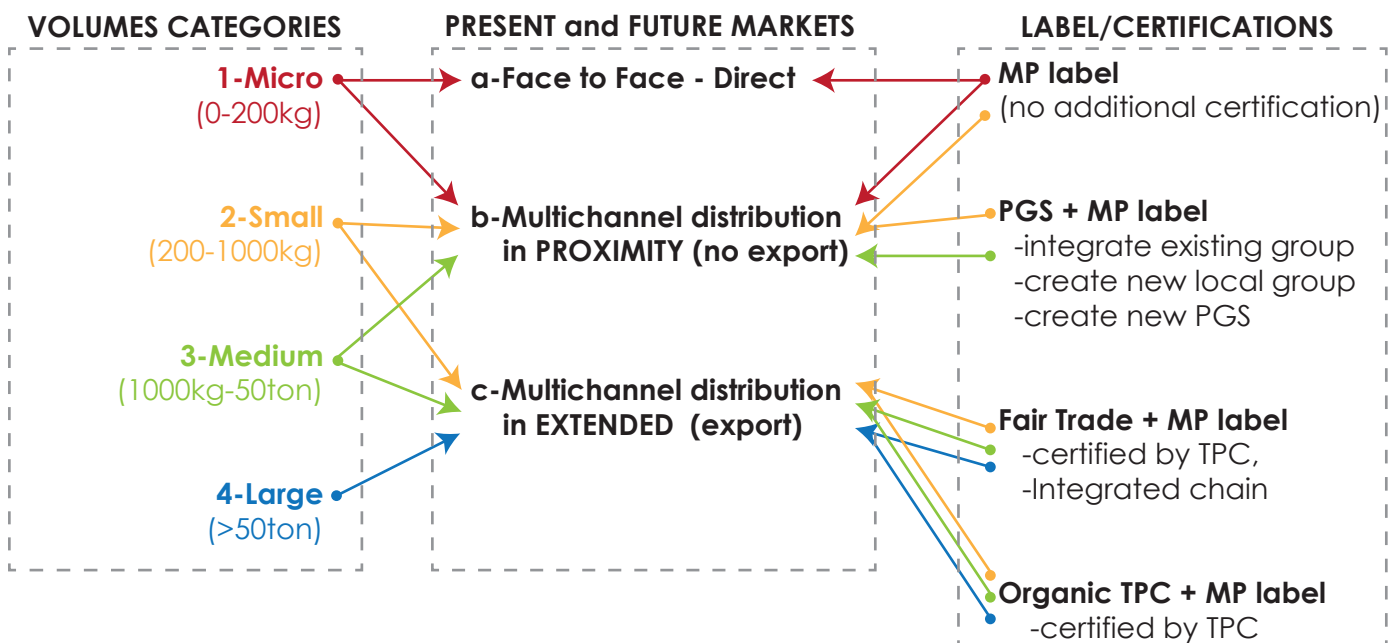 VOLUMES CATEGORIES
1-Micro
(0-200kg)
2-Small
(200-1000kg)
3-Medium
(1000kg-50ton)
4-Large
(>50ton)
PRESENT and FUTURE MARKETS
a-Face to Face - Direct
b-Multichannel distribution
in PROXIMITY (no export)
c-Multichannel distribution
in EXTENDED (export)
LABEL/CERTIFICATIONS
MP label
(no additional certification)
PGS + MP label
-integrate existing group
-create new local group
-create new PGS
Fair Trade + MP label
-certified by TPC,
-Integrated chain
Organic TPC + MP label
-certified by TPC